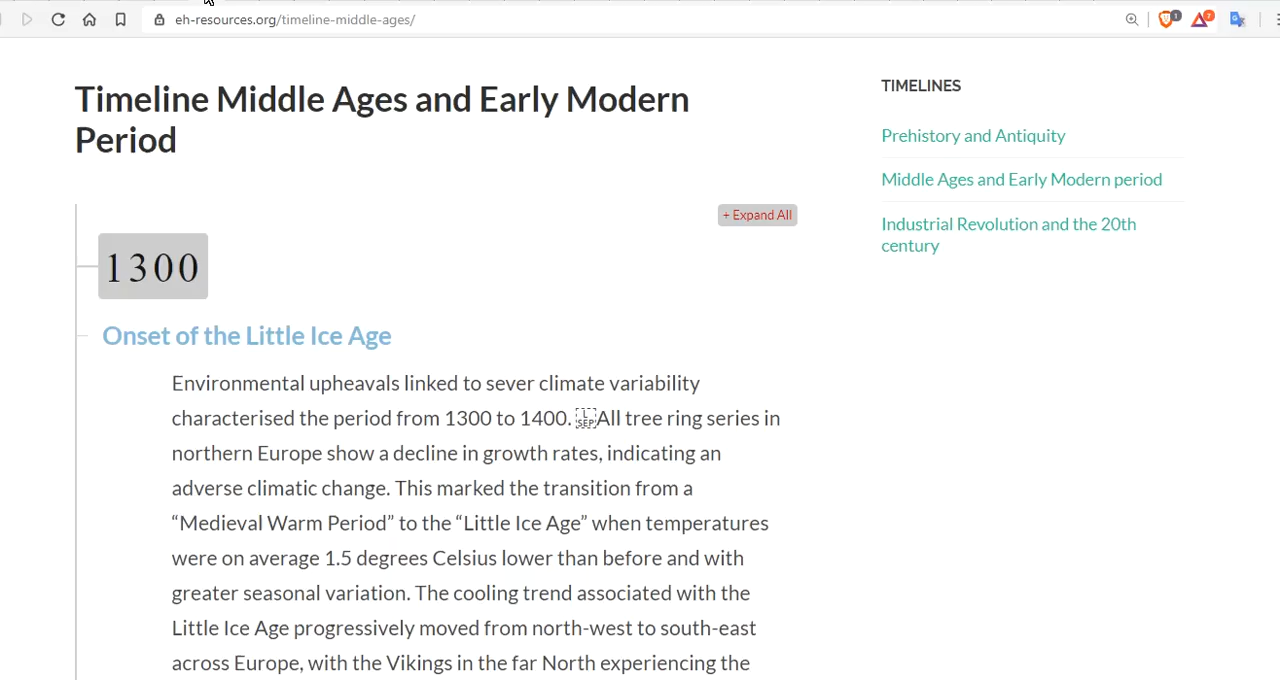 eh-resources.org/timeline-middle-ages/
1
7
Timeline Middle Ages and Early Modern
Period
TIMELINES
Prehistory and Antiquity
Middle Ages and Early Modern period
Industrial Revolution and the 20th
century
+ Expand All
1300
Onset of the Little Ice Age
Environmental upheavals linked to sever climate variability
characterised the period from 1300 to 1400. L SEP All tree ring series in
northern Europe show a decline in growth rates, indicating an
adverse climatic change. This marked the transition from a
“Medieval Warm Period” to the “Little Ice Age” when temperatures
were on average 1.5 degrees Celsius lower than before and with
greater seasonal variation. The cooling trend associated with the
Little Ice Age progressively moved from north-west to south-east
across Europe, with the Vikings in the far North experiencing the